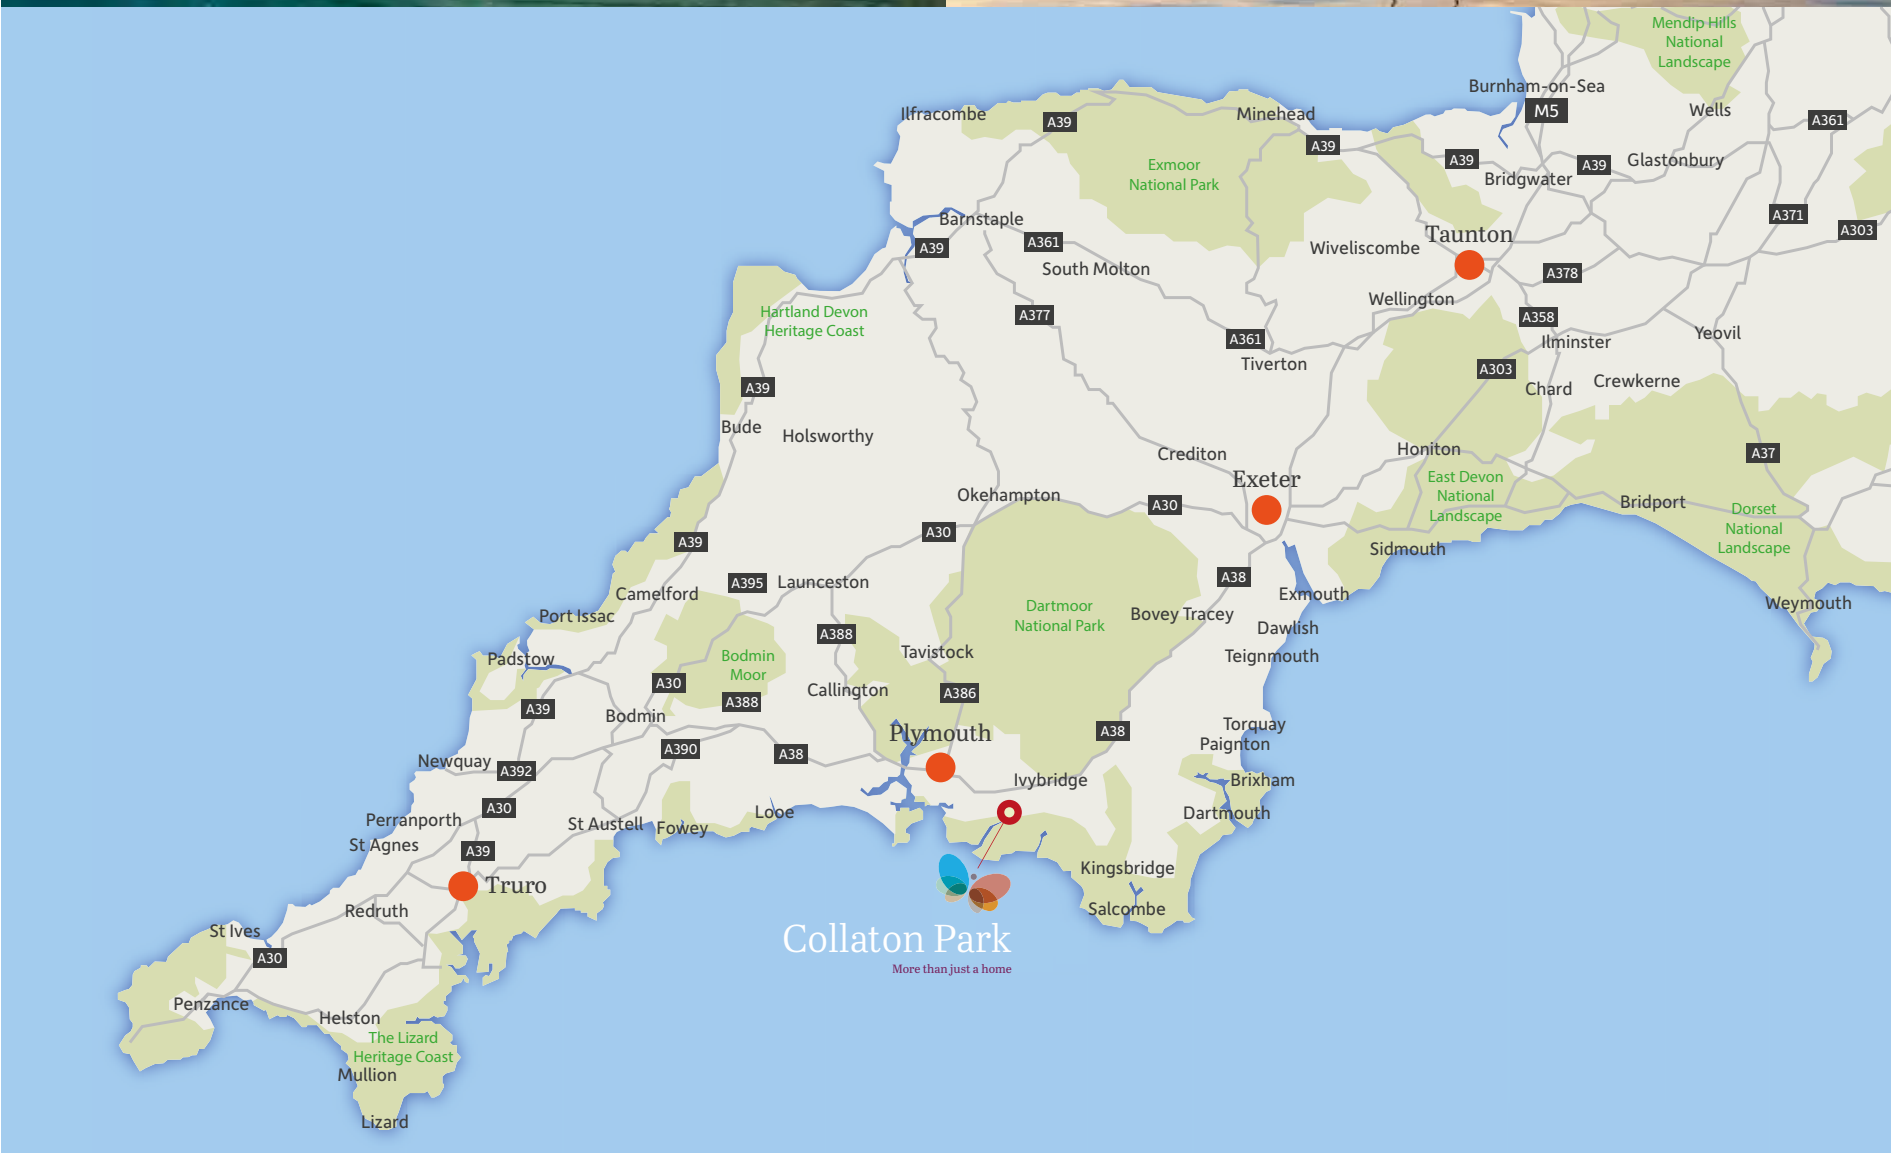 Mendip Hills
National
Landscape
Burnham-on-Sea
M5
Wells
A361
Ilfracombe
A39
Minehead
A39
Exmoor
National Park
A39
A39
Glastonbury
Bridgwater
Barnstaple
A39
A361
South Molton
Wiveliscombe
Taunton
A371
A303
A378
Wellington
Hartland Devon
Heritage Coast
A377
A361
Tiverton
A358
Ilminster
Yeovil
A303
Chard
Crewkerne
A39
Bude
Holsworthy
Crediton
Honiton
A37
Exeter
East Devon
National
Landscape
Okehampton
A30
A30
Bridport
Dorset
National
Landscape
A39
Sidmouth
A395
Launceston
A38
Camelford
Exmouth
Weymouth
Port Issac
Dartmoor
National Park
Bovey Tracey
Dawlish
A388
Tavistock
Teignmouth
Padstow
Bodmin
Moor
A30
A388
Callington
A386
A39
Bodmin
Plymouth
A38
Torquay
Paignton
A390
A38
Newquay
A392
Ivybridge
Brixham
A30
Perranporth
St Austell
Fowey
Looe
Dartmouth
St Agnes
A39
Truro
Kingsbridge
Salcombe
Redruth
St Ives
A30
Collaton Park
More than just a home
Penzance
Helston
The Lizard
Heritage Coast
Mullion
Lizard